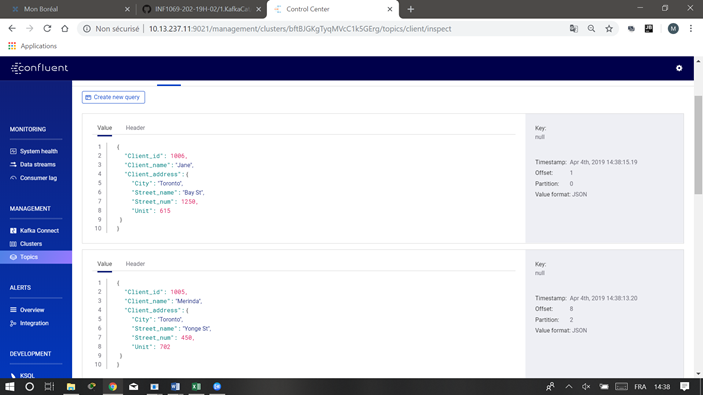 Mon Boréal
INF1069-202-19H-02/1.KafkaCa
Control Center
Non sécurisé
10.13.237.11:9021/management/clusters/bftBJGKgTyqMVcC1k5GErg/topics/client/inspect
M
Applications
confluent
Create new query
MONITORING
System health
Data streams
Consumer lag
MANAGEMENT
Kafka Connect
Clusters
Topics
ALERTS
Overview
Integration
DEVELOPMENT
KSQL
Value Header
1 {
2 "Client_id": 1006,
3 "Client_name": "Jane",
4 "Client_address": {
5 "City": "Toronto",
6 "Street_name": "Bay St",
7 "Street_num": 1250,
8 "Unit": 615
9 }
10 }
Key:
null
Timestamp: Apr 4th, 2019 14:38:15.19
Offset: 1
Partition: 0
Value format: JSON
Value Header
1 {
2 "Client_id": 1005,
3 "Client_name": "Merinda",
4 "Client_address": {
5 "City": "Toronto",
6 "Street_name": "Yonge St",
7 "Street_num": 450,
8 "Unit": 702
9 }
10 }
Key:
null
Timestamp: Apr 4th, 2019 14:38:13.20
Offset: 8
Partition: 2
Value format: JSON
FRA 14:38